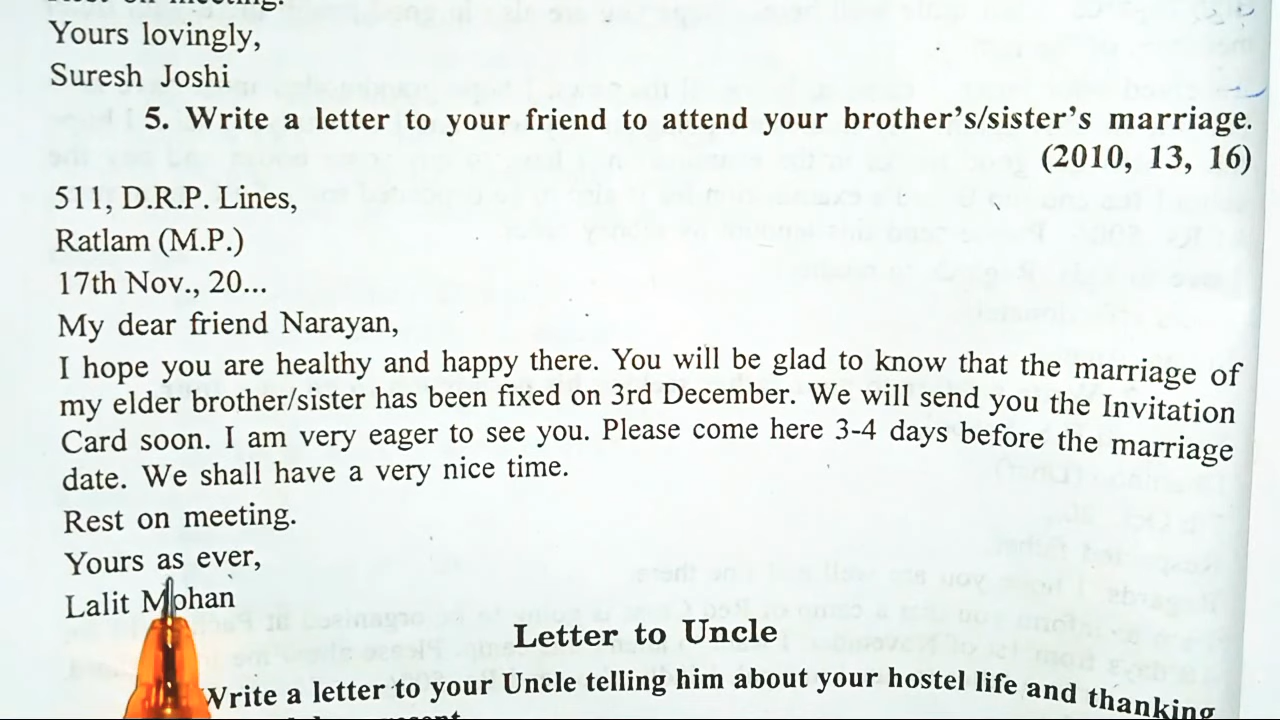 Yours lovingly,
Suresh Joshi
5. Write a letter to your friend to attend your brother's/sister's marriage.
(2010, 13, 16)
511, D.R.P. Lines,
Ratlam (M.P.)
17th Nov., 20...
My dear friend Narayan,
I hope you are healthy and happy there. You will be glad to know that the marriage of
my elder brother/sister has been fixed on 3rd December. We will send you the Invitation
Card soon. I am very eager to see you. Please come here 3-4 days before the marriage
date. We shall have a very nice time.
Rest on meeting.
Yours as ever,
Lalit Mohan
Letter to Uncle
Write a letter to your Uncle telling him about your hostel life and thanking